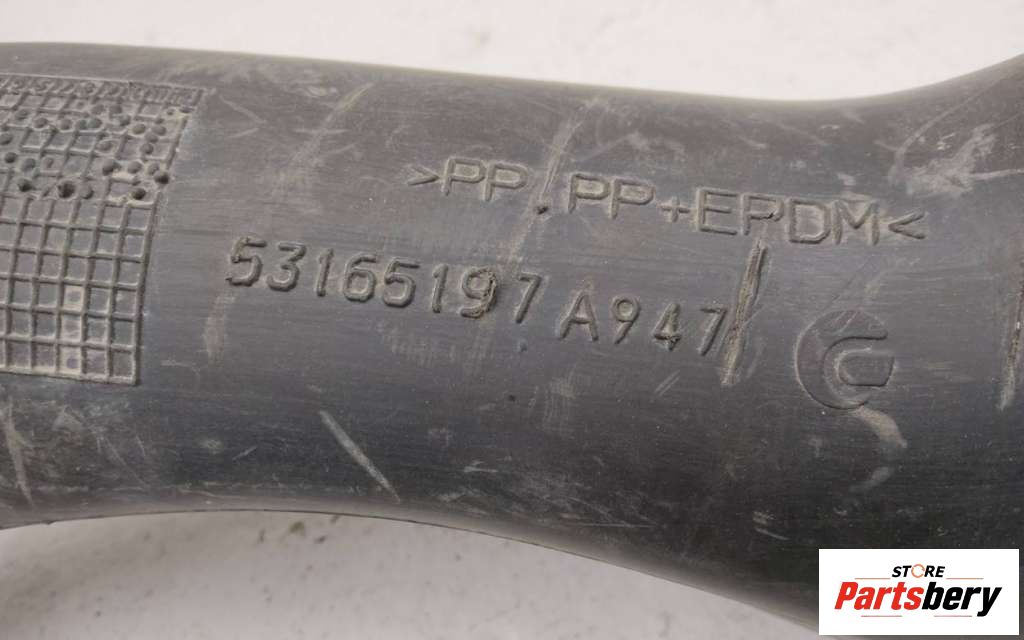 >PP/PP+EPDM<
53165197 A947
STORE
Partsbery